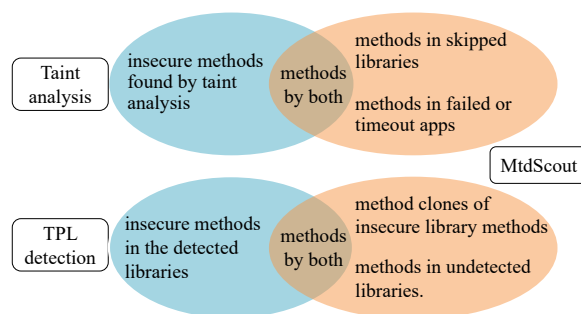 Taint
analysis
insecure methods
found by taint
analysis
methods
by both
methods in skipped
libraries
methods in failed or
timeout apps
MtdScout
TPL
detection
insecure methods
in the detected
libraries
methods
by both
method clones of
insecure library methods
methods in undetected
libraries.